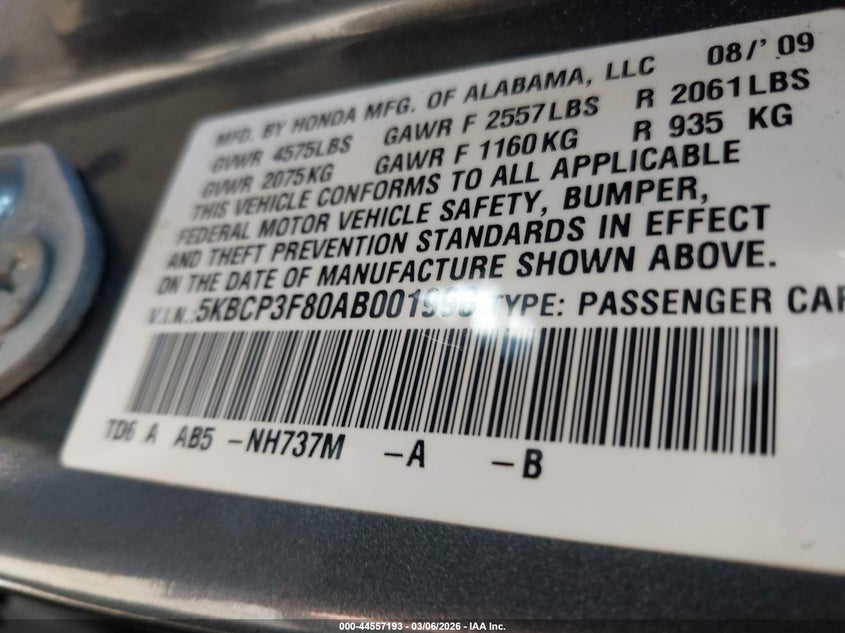 MFD. BY HONDA MFG. OF ALABAMA, LLC 08/' 09
GVWR 4575LBS GAWR F 2557LBS R 2061LBS
GVWR 2075KG GAWR F 1160KG R 935 KG
THIS VEHICLE CONFORMS TO ALL APPLICABLE
FEDERAL MOTOR VEHICLE SAFETY, BUMPER,
AND THEFT PREVENTION STANDARDS IN EFFECT
ON THE DATE OF MANUFACTURE SHOWN ABOVE.
V.I.N.: TYPE: PASSENGER CAR
TD6 A AB5 -NH737M -A -B
000-44557193 - 03/06/2026 - IAA Inc.